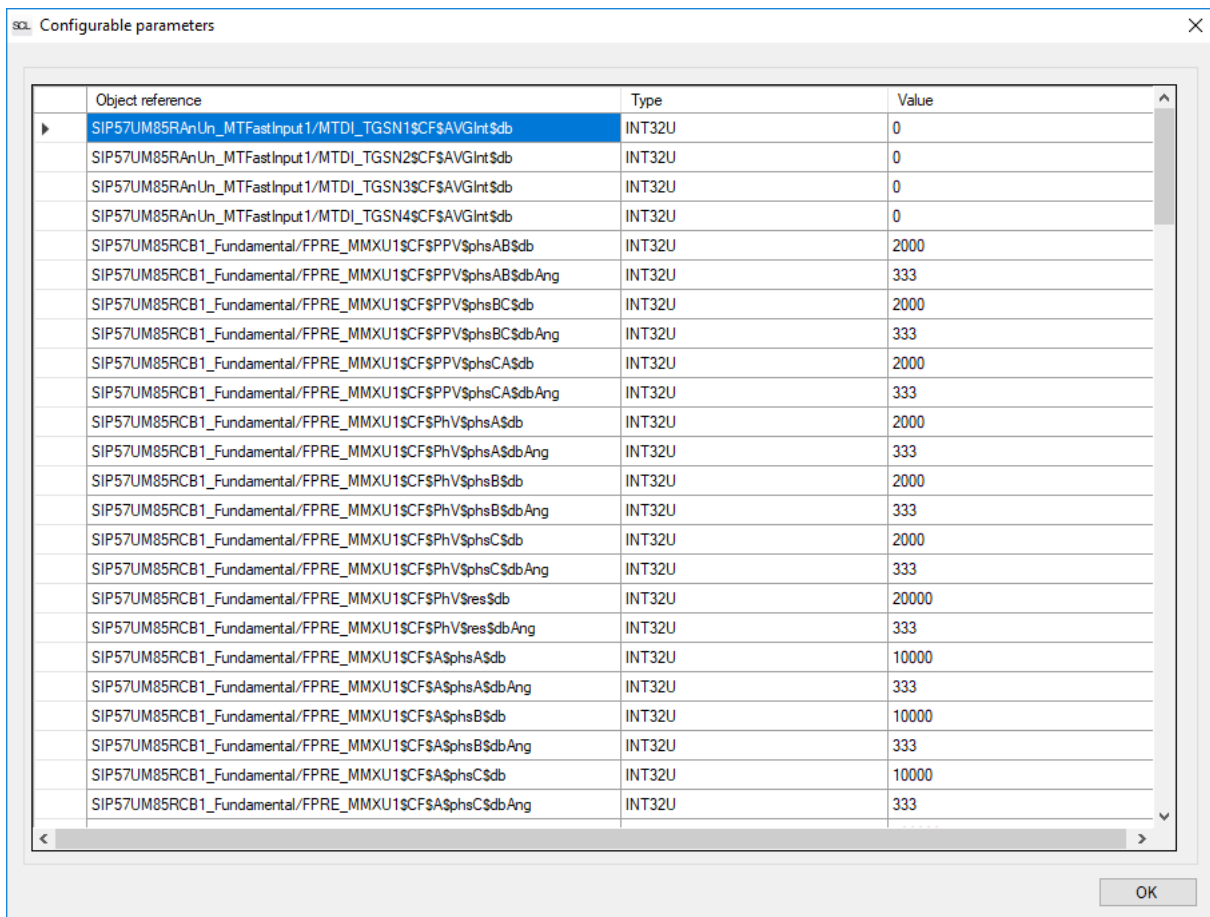 SCL Configurable parameters
Object reference Type Value
SIP57UM85RAnUn_MTFastInput1/MTDI_TGSN1$CF$AVGInt$db INT32U 0
SIP57UM85RAnUn_MTFastInput1/MTDI_TGSN2$CF$AVGInt$db INT32U 0
SIP57UM85RAnUn_MTFastInput1/MTDI_TGSN3$CF$AVGInt$db INT32U 0
SIP57UM85RAnUn_MTFastInput1/MTDI_TGSN4$CF$AVGInt$db INT32U 0
SIP57UM85RCB1_Fundamental/FPRE_MMXU1$CF$PPV$phsAB$db INT32U 2000
SIP57UM85RCB1_Fundamental/FPRE_MMXU1$CF$PPV$phsAB$dbAng INT32U 333
SIP57UM85RCB1_Fundamental/FPRE_MMXU1$CF$PPV$phsBC$db INT32U 2000
SIP57UM85RCB1_Fundamental/FPRE_MMXU1$CF$PPV$phsBC$dbAng INT32U 333
SIP57UM85RCB1_Fundamental/FPRE_MMXU1$CF$PPV$phsCA$db INT32U 2000
SIP57UM85RCB1_Fundamental/FPRE_MMXU1$CF$PPV$phsCA$dbAng INT32U 333
SIP57UM85RCB1_Fundamental/FPRE_MMXU1$CF$PhV$phsA$db INT32U 2000
SIP57UM85RCB1_Fundamental/FPRE_MMXU1$CF$PhV$phsA$dbAng INT32U 333
SIP57UM85RCB1_Fundamental/FPRE_MMXU1$CF$PhV$phsB$db INT32U 2000
SIP57UM85RCB1_Fundamental/FPRE_MMXU1$CF$PhV$phsB$dbAng INT32U 333
SIP57UM85RCB1_Fundamental/FPRE_MMXU1$CF$PhV$phsC$db INT32U 2000
SIP57UM85RCB1_Fundamental/FPRE_MMXU1$CF$PhV$phsC$dbAng INT32U 333
SIP57UM85RCB1_Fundamental/FPRE_MMXU1$CF$PhV$res$db INT32U 20000
SIP57UM85RCB1_Fundamental/FPRE_MMXU1$CF$PhV$res$dbAng INT32U 333
SIP57UM85RCB1_Fundamental/FPRE_MMXU1$CF$A$phsA$db INT32U 10000
SIP57UM85RCB1_Fundamental/FPRE_MMXU1$CF$A$phsA$dbAng INT32U 333
SIP57UM85RCB1_Fundamental/FPRE_MMXU1$CF$A$phsB$db INT32U 10000
SIP57UM85RCB1_Fundamental/FPRE_MMXU1$CF$A$phsB$dbAng INT32U 333
SIP57UM85RCB1_Fundamental/FPRE_MMXU1$CF$A$phsC$db INT32U 10000
SIP57UM85RCB1_Fundamental/FPRE_MMXU1$CF$A$phsC$dbAng INT32U 333
OK